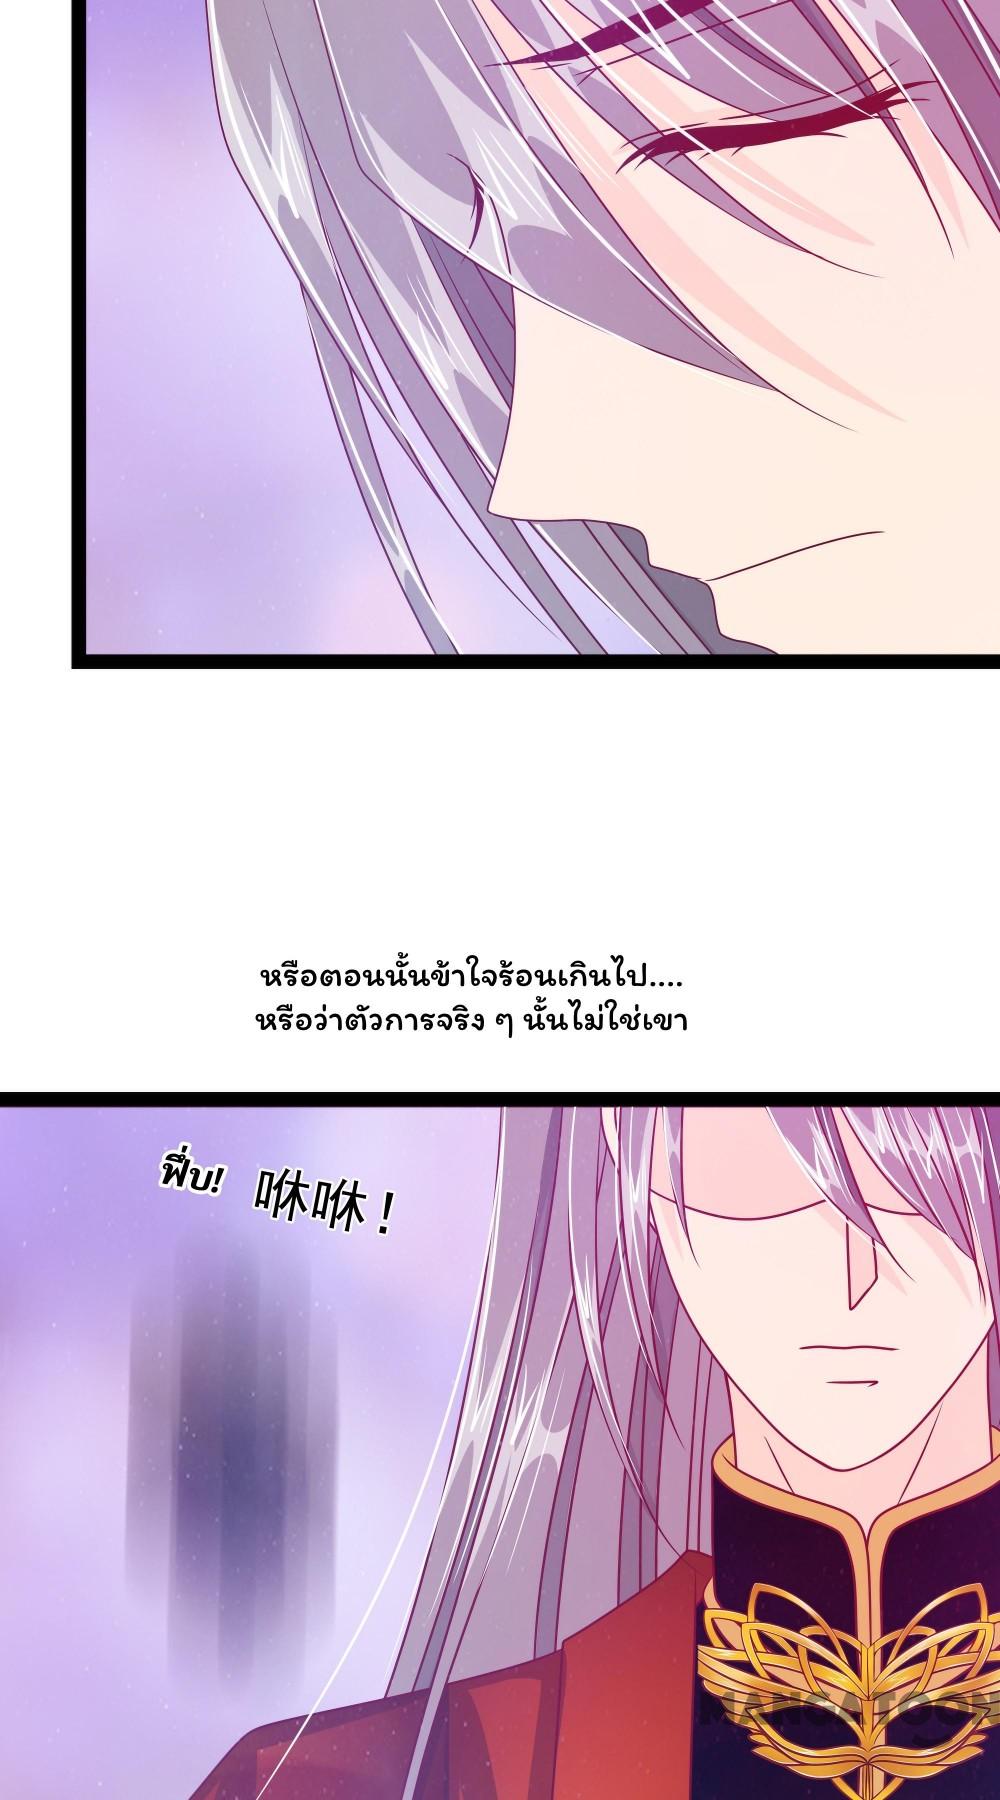 หรือตอนนั้นข้าใจร้อนเกินไป....
หรือว่าตัวการจริง ๆ นั้นไม่ใช่เขา
ฟึ่บ!
咻咻!
MANGATOON